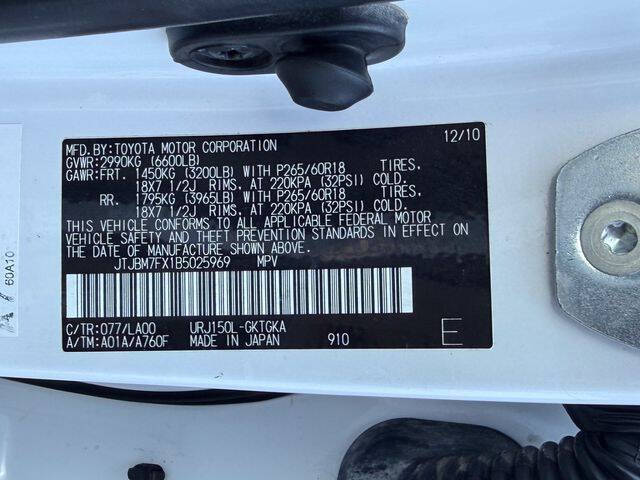 MFD.BY:TOYOTA MOTOR CORPORATION 12/10
GVWR:2990KG (6600LB)
GAWR:FRT. 1450KG (3200LB) WITH P265/60R18 TIRES,
18X7 1/2J RIMS, AT 220KPA (32PSI) COLD.
RR. 1795KG (3965LB) WITH P265/60R18 TIRES,
18X7 1/2J RIMS, AT 220KPA (32PSI) COLD.
THIS VEHICLE CONFORMS TO ALL APPLICABLE FEDERAL MOTOR
VEHICLE SAFETY AND THEFT PREVENTION STANDARDS IN EFFECT ON
THE DATE OF MANUFACTURE SHOWN ABOVE.
JTJBM7FX1B5025969 MPV
C/TR:077/LA00 URJ150L-GKTGKA
A/TM:A01A/A760F MADE IN JAPAN 910 E
60A10